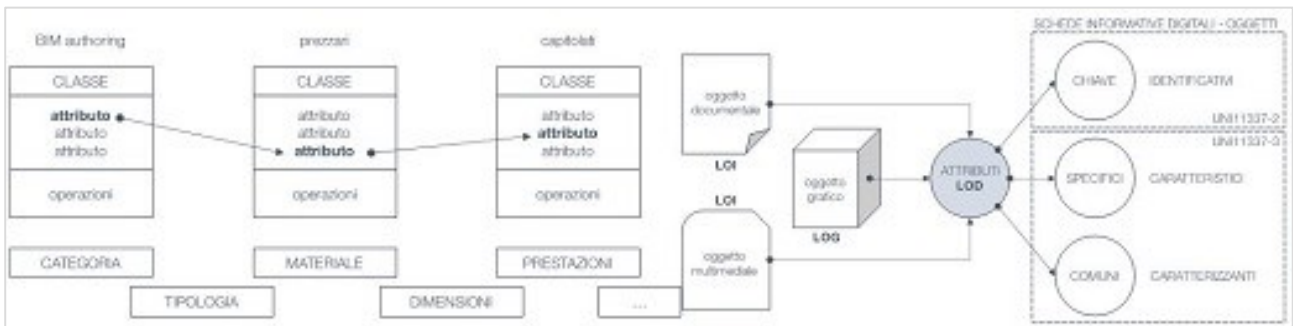 BIM authoring
CLASSE
attributo
attributo
attributo
operazioni
prezzari
CLASSE
attributo
attributo
attributo
operazioni
capitolati
CLASSE
attributo
attributo
attributo
operazioni
CATEGORIA
MATERIALE
PRESTAZIONI
TIPOLOGIA
DIMENSIONI
...
oggetto
documentale
LOI
LOI
oggetto
multimediale
oggetto
grafico
LOG
ATTRIBUTI
LOD
SCHEDE INFORMATIVE DIGITALI - OGGETTI
CHIAVE
IDENTIFICATIVI
UNI11337-2
UNI11337-3
SPECIFICI
CARATTERISTICI
COMUNI
CARATTERIZZANTI